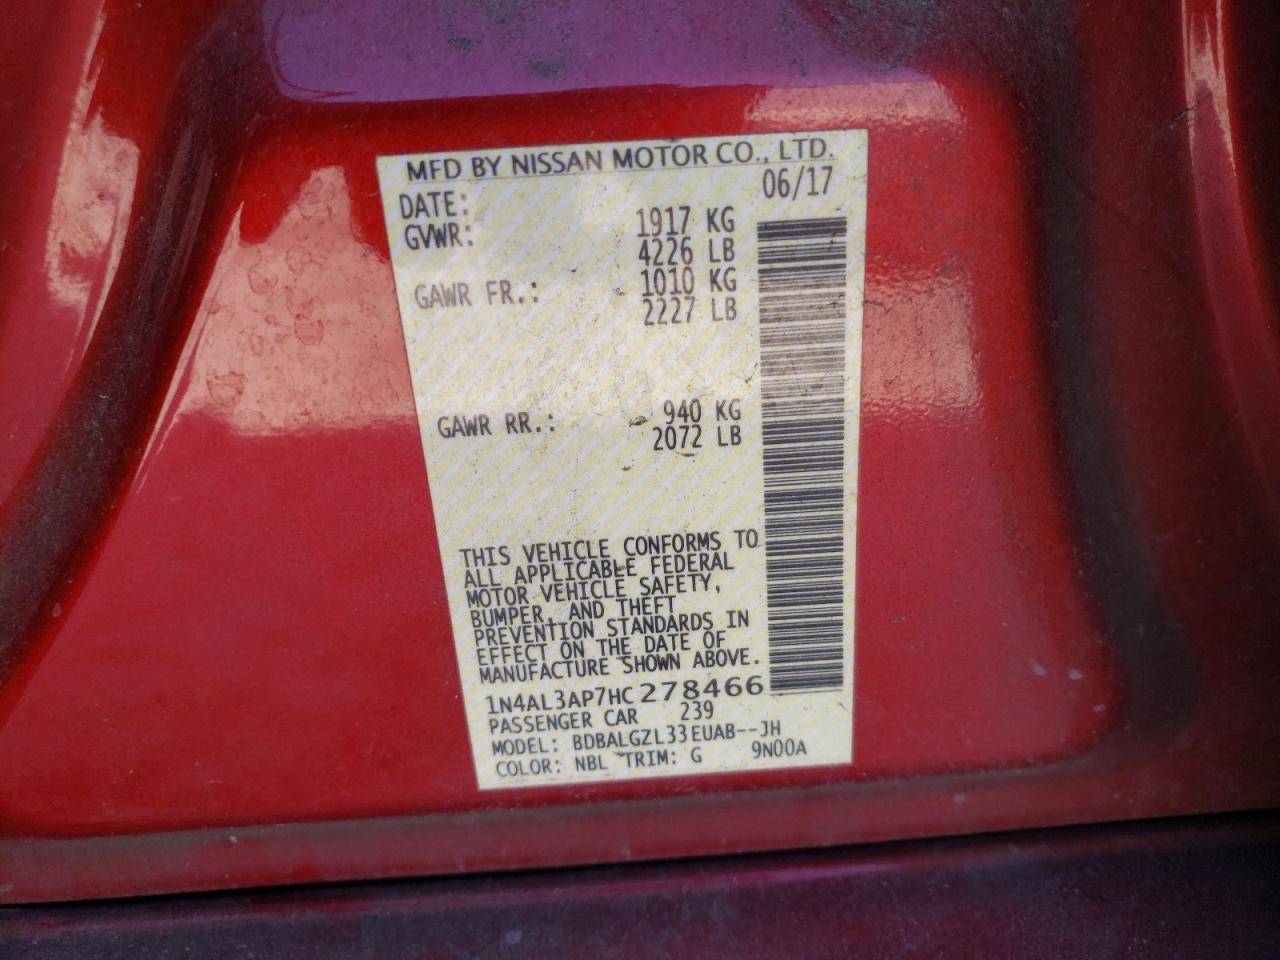 MFD BY NISSAN MOTOR CO., LTD.
DATE: 06/17
GVWR: 1917 KG
4226 LB
GAWR FR.: 1010 KG
2227 LB
GAWR RR.: 940 KG
2072 LB
THIS VEHICLE CONFORMS TO
ALL APPLICABLE FEDERAL
MOTOR VEHICLE SAFETY,
BUMPER, AND THEFT
PREVENTION STANDARDS IN
EFFECT ON THE DATE OF
MANUFACTURE SHOWN ABOVE.
1N4AL3AP7HC278466
PASSENGER CAR 239
MODEL: BDBALGZL33EUAB--JH
COLOR: NBL TRIM: G 9N00A